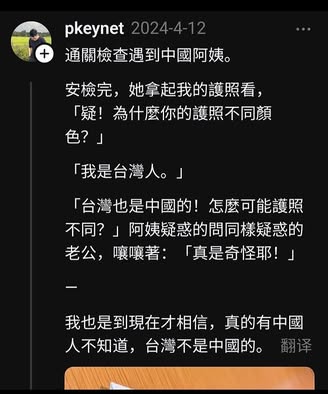 pkeynet 2024-4-12
通關檢查遇到中國阿姨。
安檢完，她拿起我的護照看，
「疑！為什麼你的護照不同顏
色？」
「我是台灣人。」
「台灣也是中國的！怎麼可能護照
不同？」阿姨疑惑的問同樣疑惑的
老公，嚷嚷著：「真是奇怪耶！」
—
我也是到現在才相信，真的有中國
人不知道，台灣不是中國的。 翻译